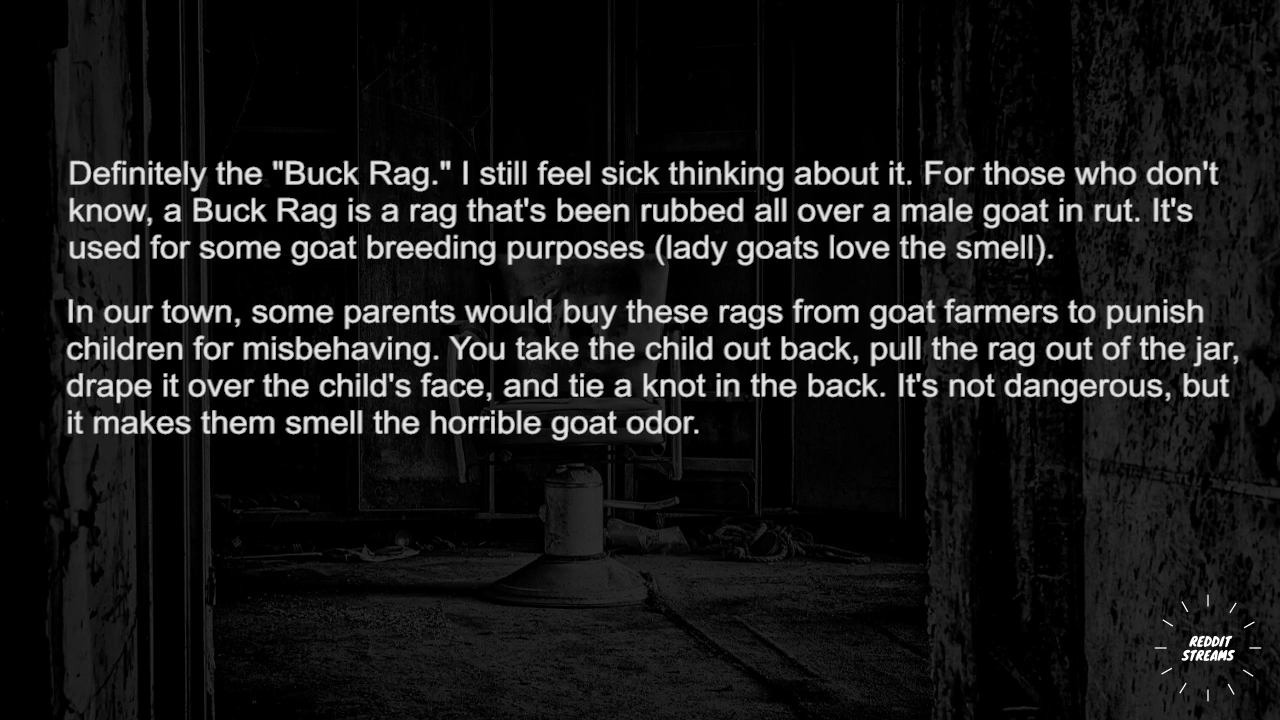 Definitely the "Buck Rag." I still feel sick thinking about it. For those who don't
know, a Buck Rag is a rag that's been rubbed all over a male goat in rut. It's
used for some goat breeding purposes (lady goats love the smell).
In our town, some parents would buy these rags from goat farmers to punish
children for misbehaving. You take the child out back, pull the rag out of the jar,
drape it over the child's face, and tie a knot in the back. It's not dangerous, but
it makes them smell the horrible goat odor.
REDDIT
STREAMS